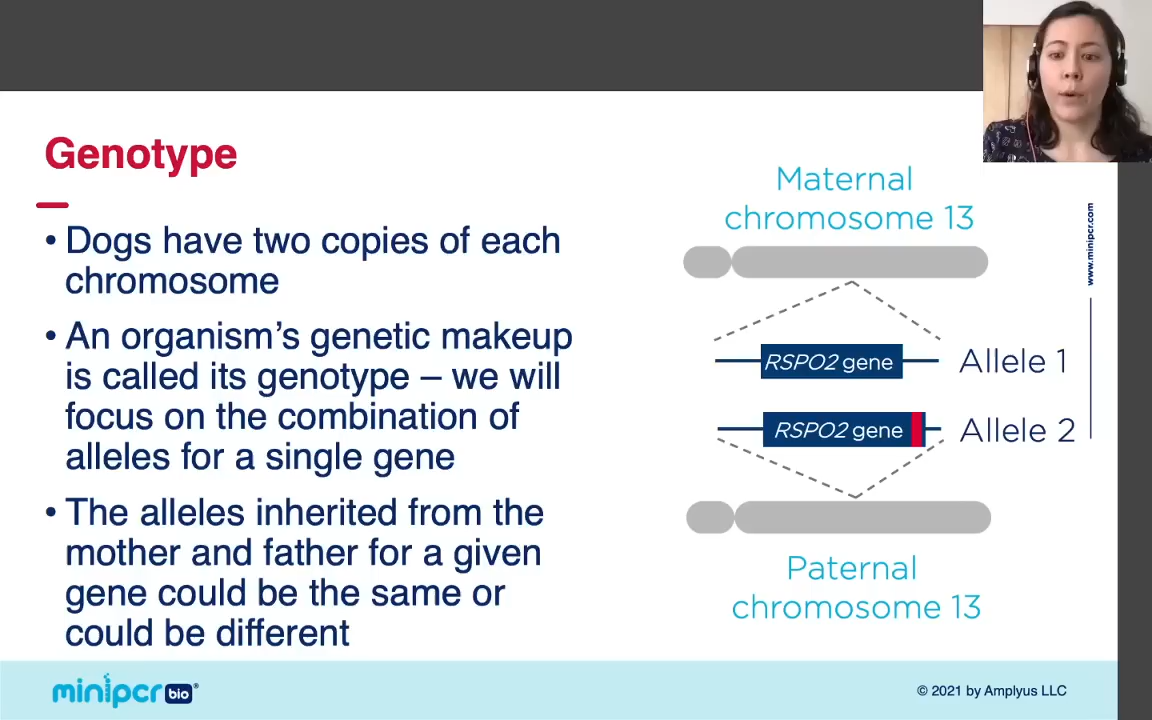 Genotype
• Dogs have two copies of each
chromosome
• An organism’s genetic makeup
is called its genotype – we will
focus on the combination of
alleles for a single gene
• The alleles inherited from the
mother and father for a given
gene could be the same or
could be different
Maternal
chromosome 13
RSPO2 gene
Allele 1
RSPO2 gene
Allele 2
Paternal
chromosome 13
www.minipcr.com
minipcr bio®
© 2021 by Amplyus LLC